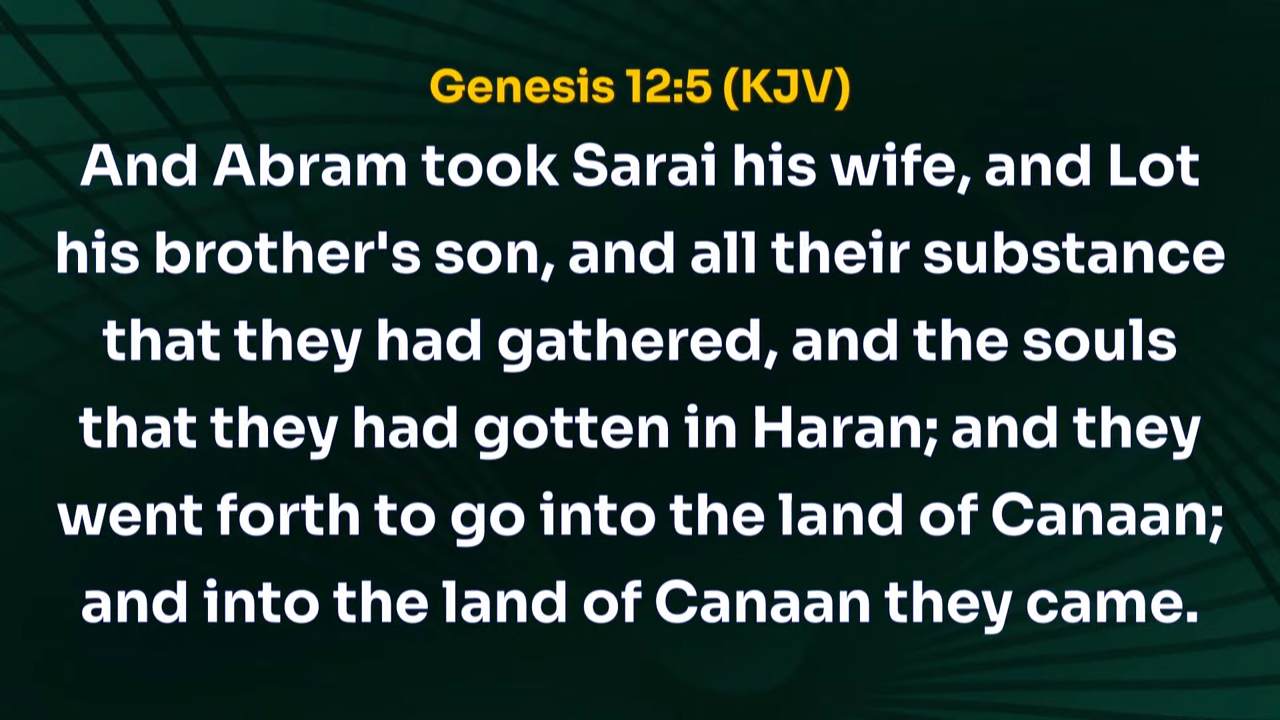 Genesis 12:5 (KJV)
And Abram took Sarai his wife, and Lot
his brother's son, and all their substance
that they had gathered, and the souls
that they had gotten in Haran; and they
went forth to go into the land of Canaan;
and into the land of Canaan they came.